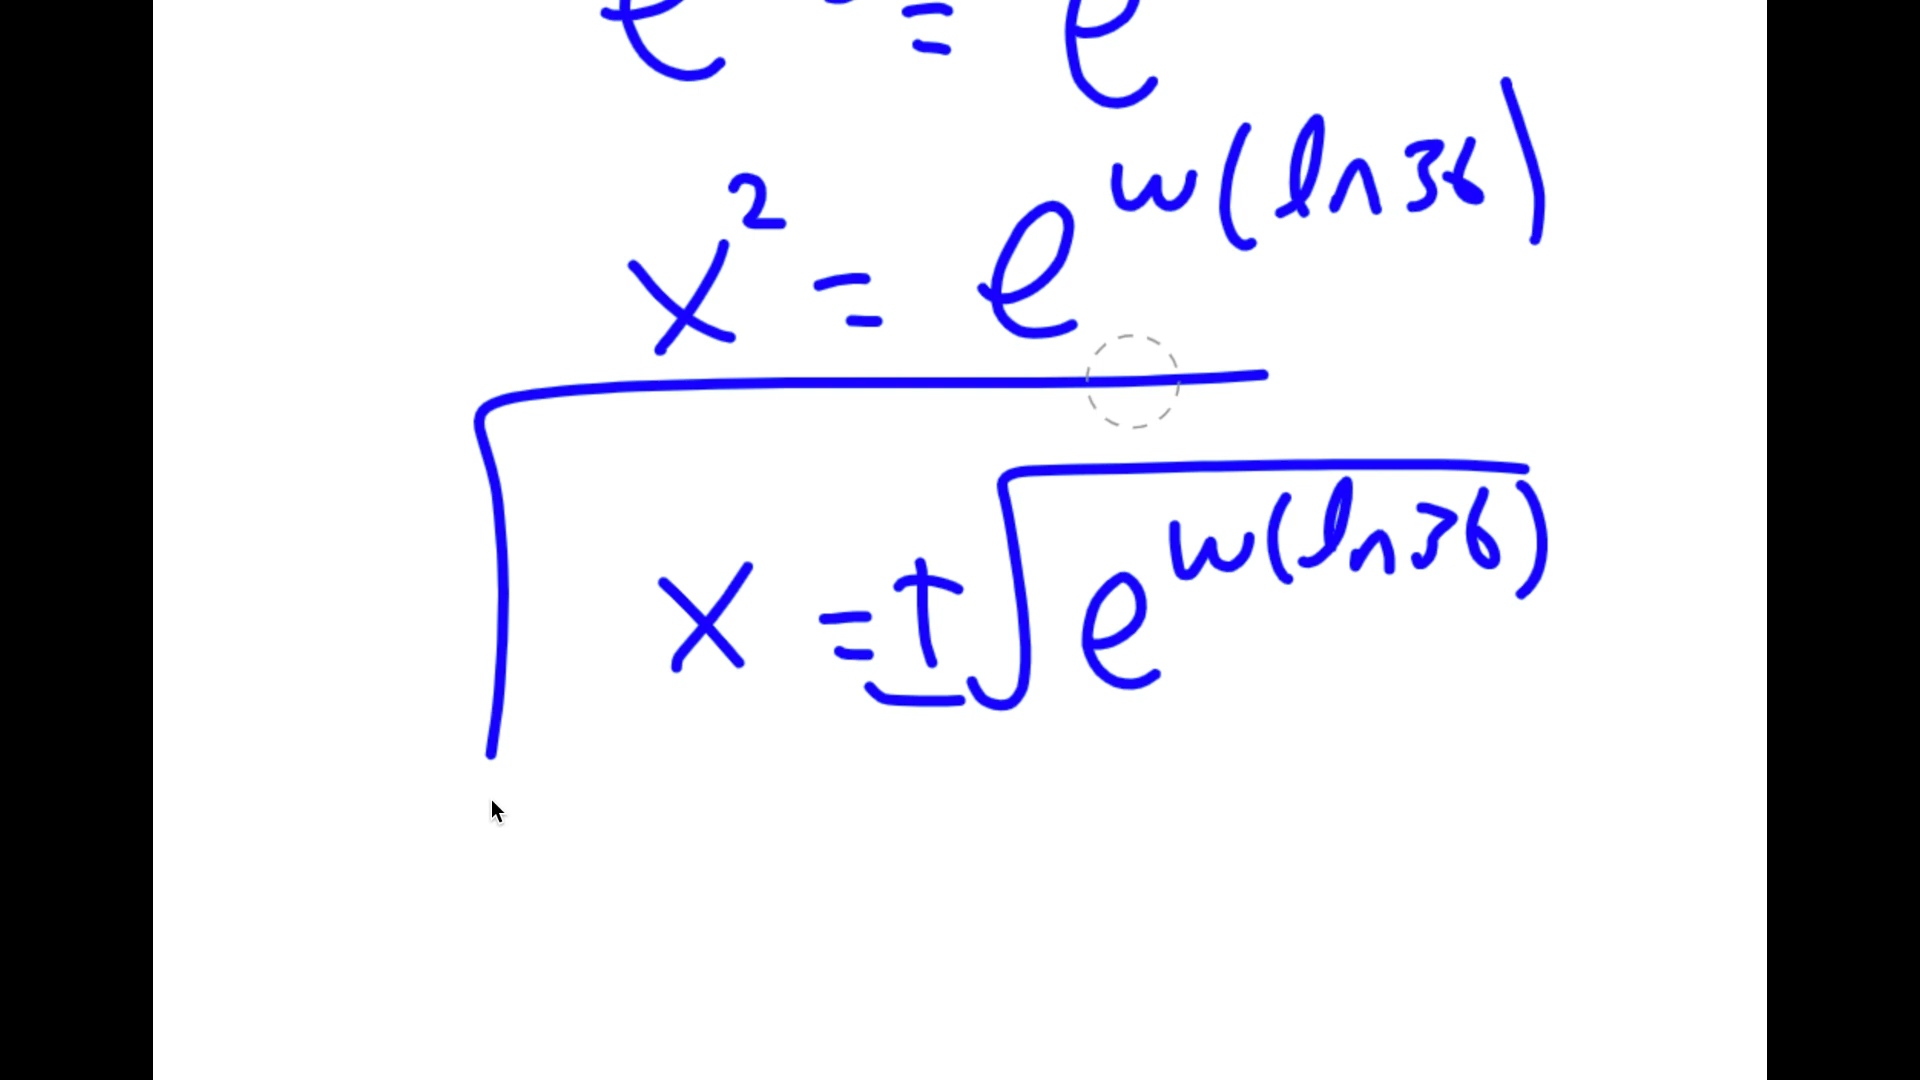 e = e
x² = e^w(ln36)
x = ±√e^w(ln36)